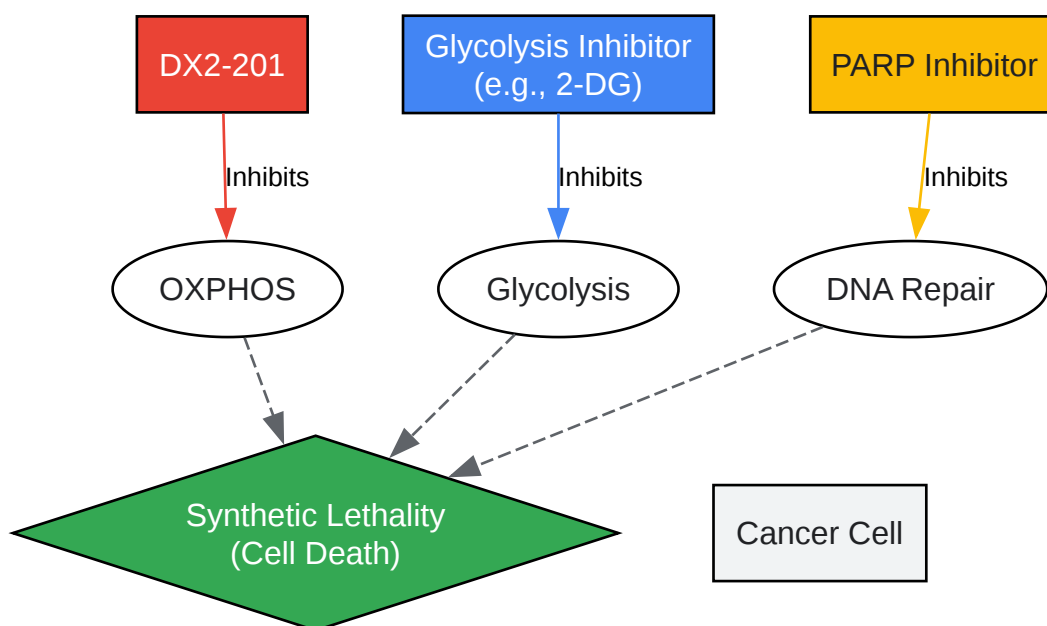 DX2-201
Glycolysis Inhibitor
(e.g., 2-DG)
PARP Inhibitor
Inhibits
Inhibits
Inhibits
OXPHOS
Glycolysis
DNA Repair
Synthetic Lethality
(Cell Death)
Cancer Cell